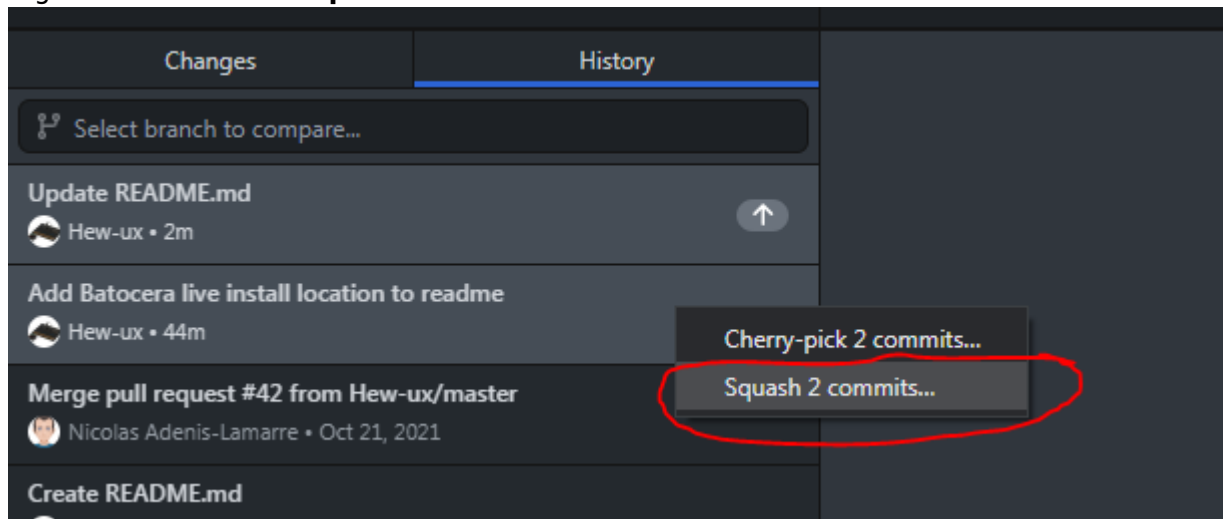 Changes
History
Select branch to compare...
Update README.md
Hew-ux • 2m
Add Batocera live install location to readme
Hew-ux • 44m
Cherry-pick 2 commits...
Squash 2 commits...
Merge pull request #42 from Hew-ux/master
Nicolas Adenis-Lamarre • Oct 21, 2021
Create README.md